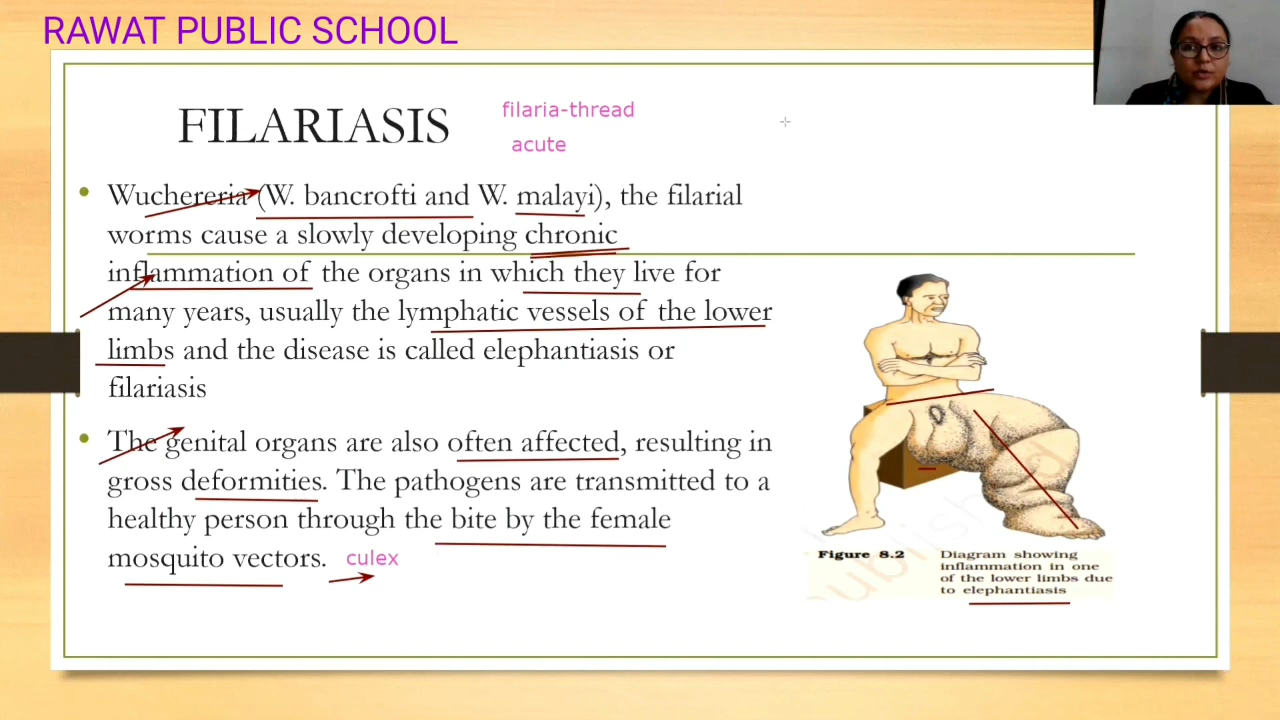 RAWAT PUBLIC SCHOOL
FILARIASIS
filaria-thread
acute
• Wuchereria (W. bancrofti and W. malayi), the filarial
worms cause a slowly developing chronic
inflammation of the organs in which they live for
many years, usually the lymphatic vessels of the lower
limbs and the disease is called elephantiasis or
filariasis
• The genital organs are also often affected, resulting in
gross deformities. The pathogens are transmitted to a
healthy person through the bite by the female
mosquito vectors. culex
Figure 8.2 Diagram showing
inflammation in one
of the lower limbs due
to elephantiasis